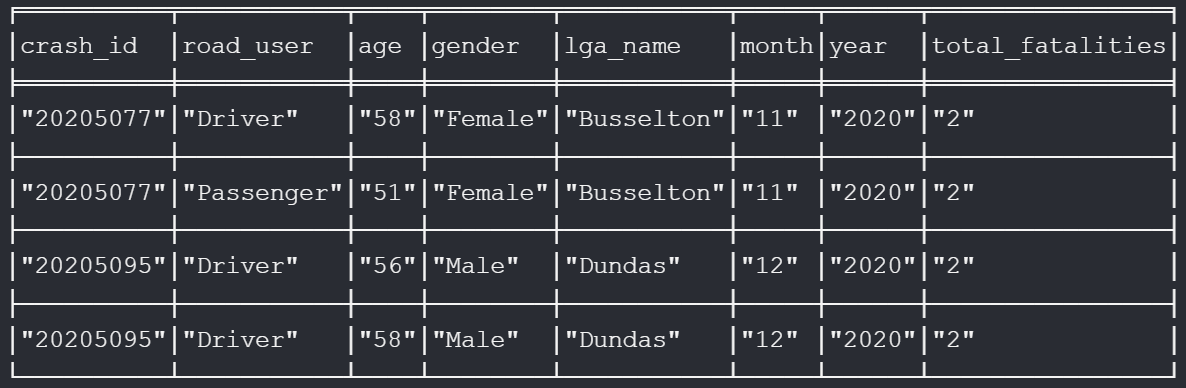 crash_id road_user age gender lga_name month year total_fatalities
"20205077" "Driver" "58" "Female" "Busselton" "11" "2020" "2"
"20205077" "Passenger" "51" "Female" "Busselton" "11" "2020" "2"
"20205095" "Driver" "56" "Male" "Dundas" "12" "2020" "2"
"20205095" "Driver" "58" "Male" "Dundas" "12" "2020" "2"